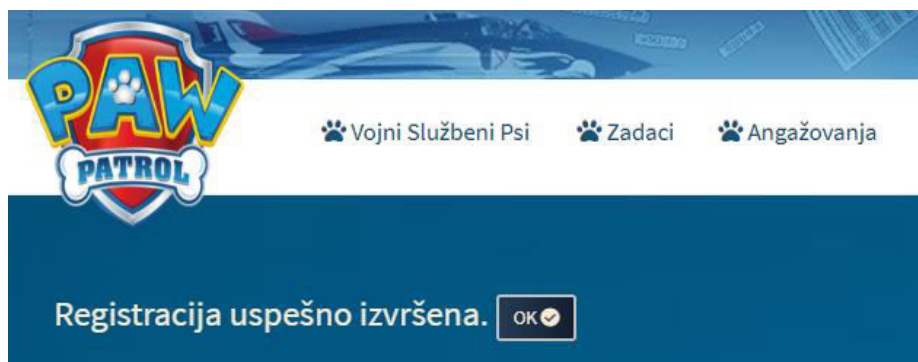 PAW
PATROL
Vojni Službeni Psi Zadaci Angažovanja
Registracija uspešno izvršena. OK